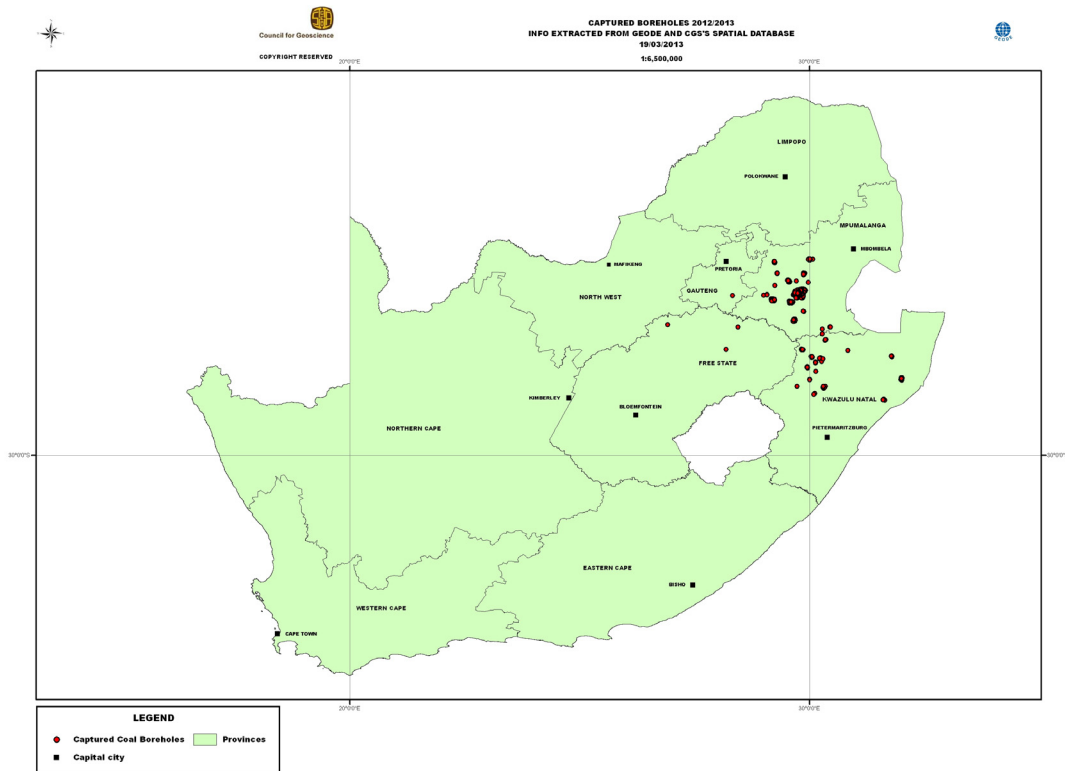 CAPTURED BOREHOLES 2012/2013
INFO EXTRACTED FROM GEODE AND CGS'S SPATIAL DATABASE
19/03/2013
1:6,500,000
Council for Geoscience
COPYRIGHT RESERVED
GEODE
20°0'0"E
30°0'0"E
LIMPOPO
POLOKWANE
MPUMALANGA
MBOMBELA
PRETORIA
MAFIKENG
GAUTENG
NORTH WEST
FREE STATE
KIMBERLEY
BLOEMFONTEIN
KWAZULU NATAL
PIETERMARITZBURG
NORTHERN CAPE
30°0'0"S
30°0'0"S
EASTERN CAPE
BISHO
WESTERN CAPE
CAPE TOWN
20°0'0"E
30°0'0"E
LEGEND
Captured Coal Boreholes
Provinces
Capital city